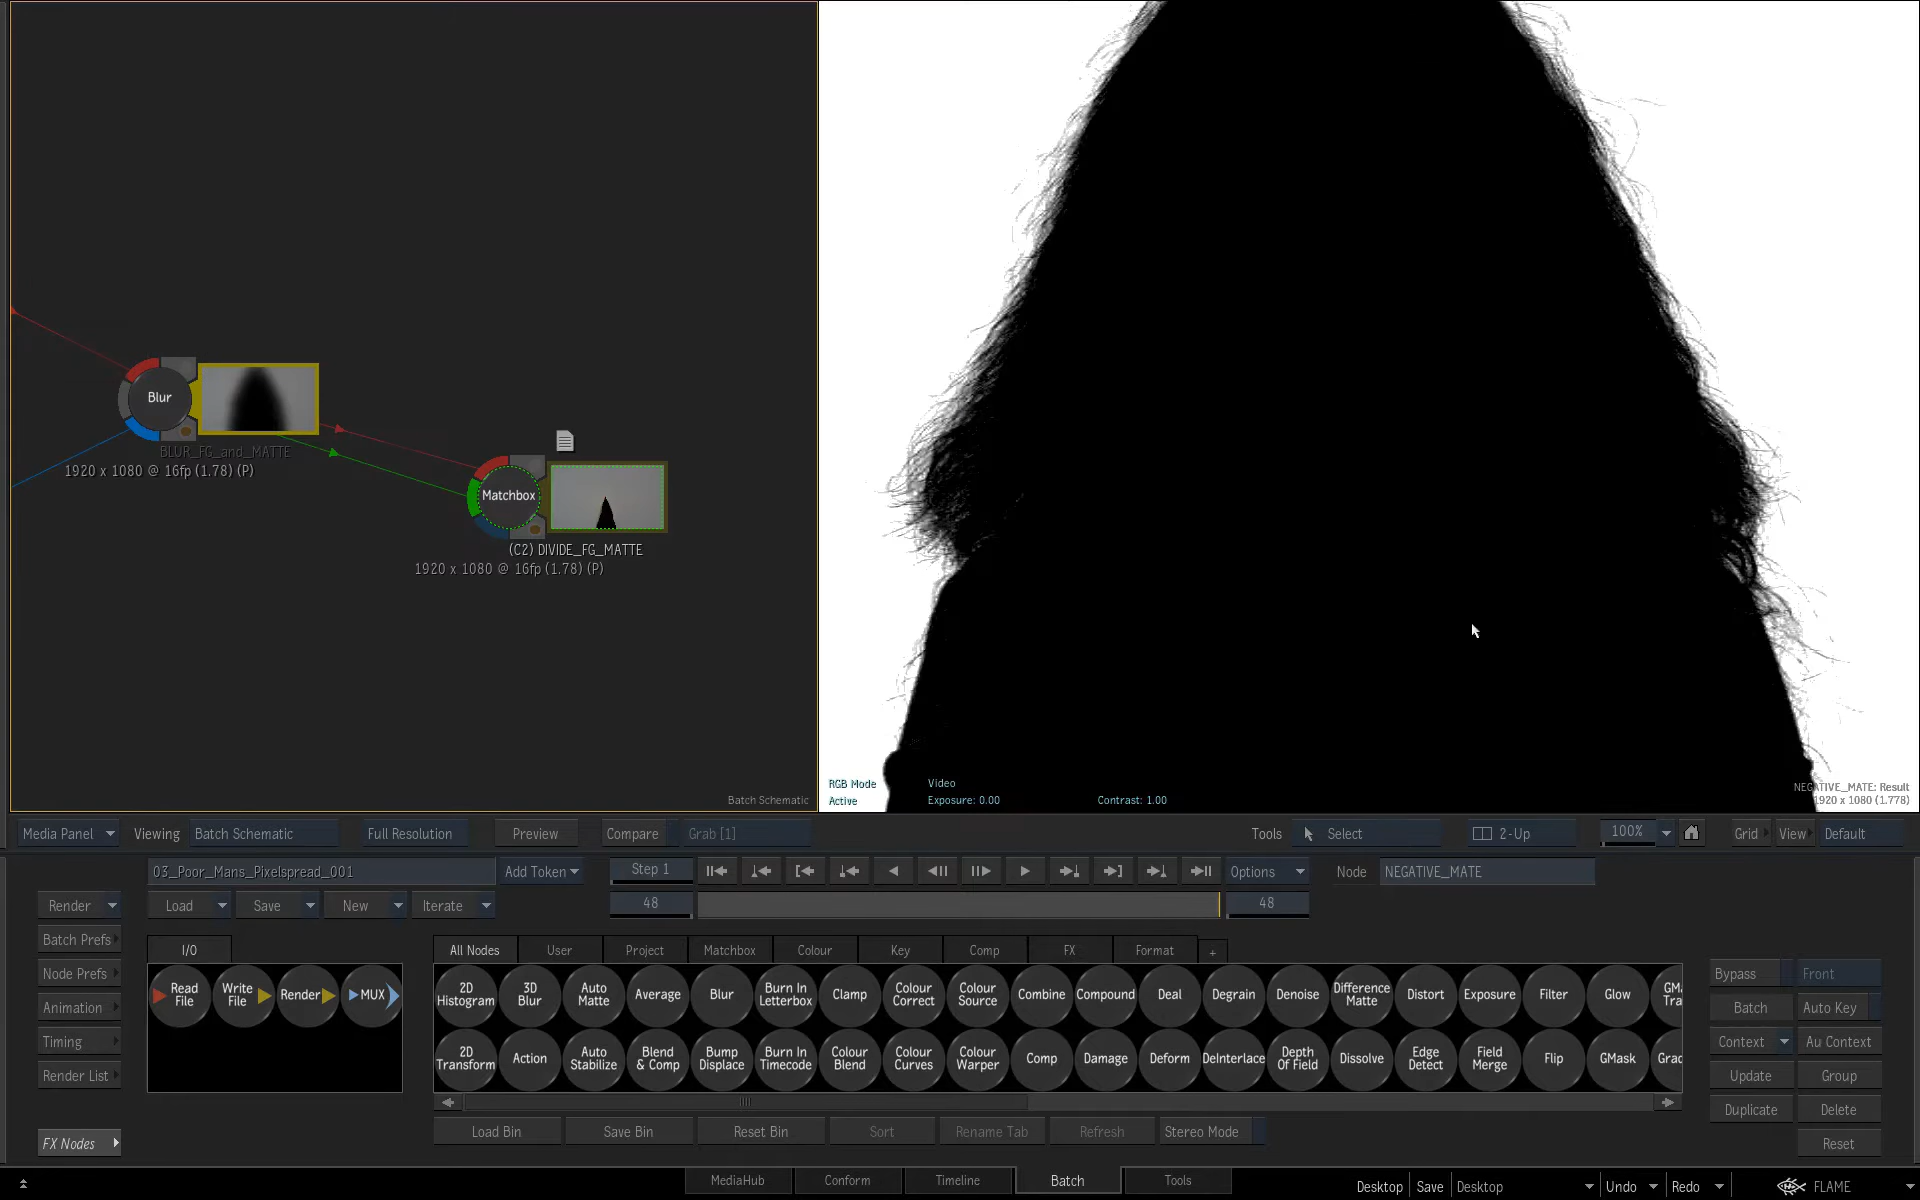 Blur
BLUR_FG_and_MATTE
1920 x 1080 @ 16fp (1.78) (P)
Matchbox
(C2) DIVIDE_FG_MATTE
1920 x 1080 @ 16fp (1.78) (P)
Batch Schematic
RGB Mode
Active
Video
Exposure: 0.00
Contrast: 1.00
NEGATIVE_MATE: Result
1920 x 1080 (1.778)
Media Panel Viewing Batch Schematic Full Resolution Preview Compare Grab [1] Tools Select 2-Up 100% Grid View Default
03_Poor_Mans_Pixelspread_001 Add Token Step 1 Options Node NEGATIVE_MATE
Render Load Save New Iterate 48 48
Batch Prefs
Node Prefs
Animation
Timing
Render List
FX Nodes
I/O
Read File Write File Render MUX
All Nodes User Project Matchbox Colour Key Comp FX Format +
2D Histogram 3D Blur Auto Matte Average Blur Burn In Letterbox Clamp Colour Correct Colour Source Combine Compound Deal Degrain Denoise Difference Matte Distort Exposure Filter Glow GMa Tra
2D Transform Action Auto Stabilize Blend & Comp Bump Displace Burn In Timecode Colour Blend Colour Curves Colour Warper Comp Damage Deform DeInterlace Depth Of Field Dissolve Edge Detect Field Merge Flip GMask Grad
Load Bin Save Bin Reset Bin Sort Rename Tab Refresh Stereo Mode
Bypass Front
Batch Auto Key
Context Au Context
Update Group
Duplicate Delete
Reset
MediaHub Conform Timeline Batch Tools
Desktop Save Desktop Undo Redo FLAME